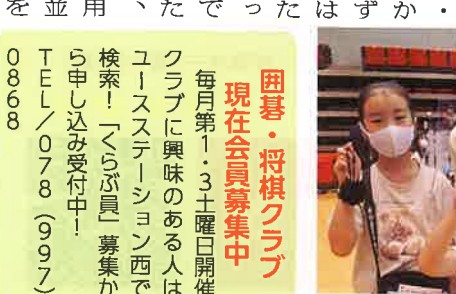 ・かずはったでた、用並を
囲碁・将棋クラブ
現在会員募集中
毎月第1・3土曜日開催
クラブに興味のある人は
ユースステーション西で
検索!「くらぶ員」募集か
ら申し込み受付中!
TEL/078(997)
0868